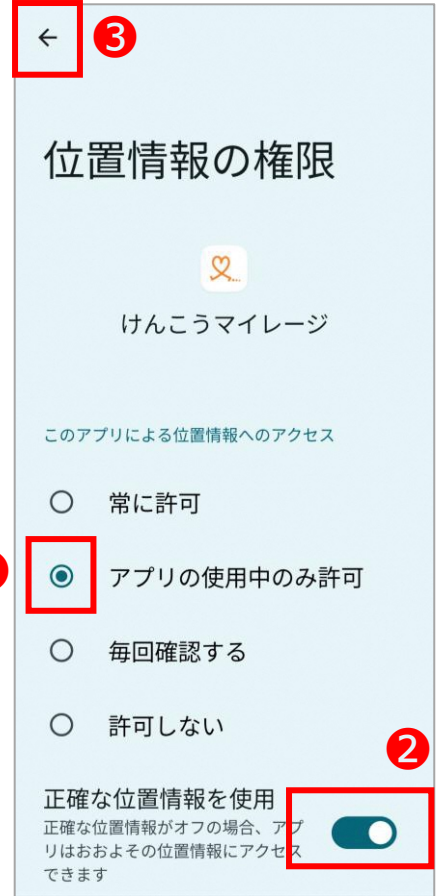 ❸
位置情報の権限
けんこうマイレージ
このアプリによる位置情報へのアクセス
常に許可
アプリの使用中のみ許可
毎回確認する
許可しない
❷
正確な位置情報を使用
正確な位置情報がオフの場合、アプ
リはおおよその位置情報にアクセス
できます